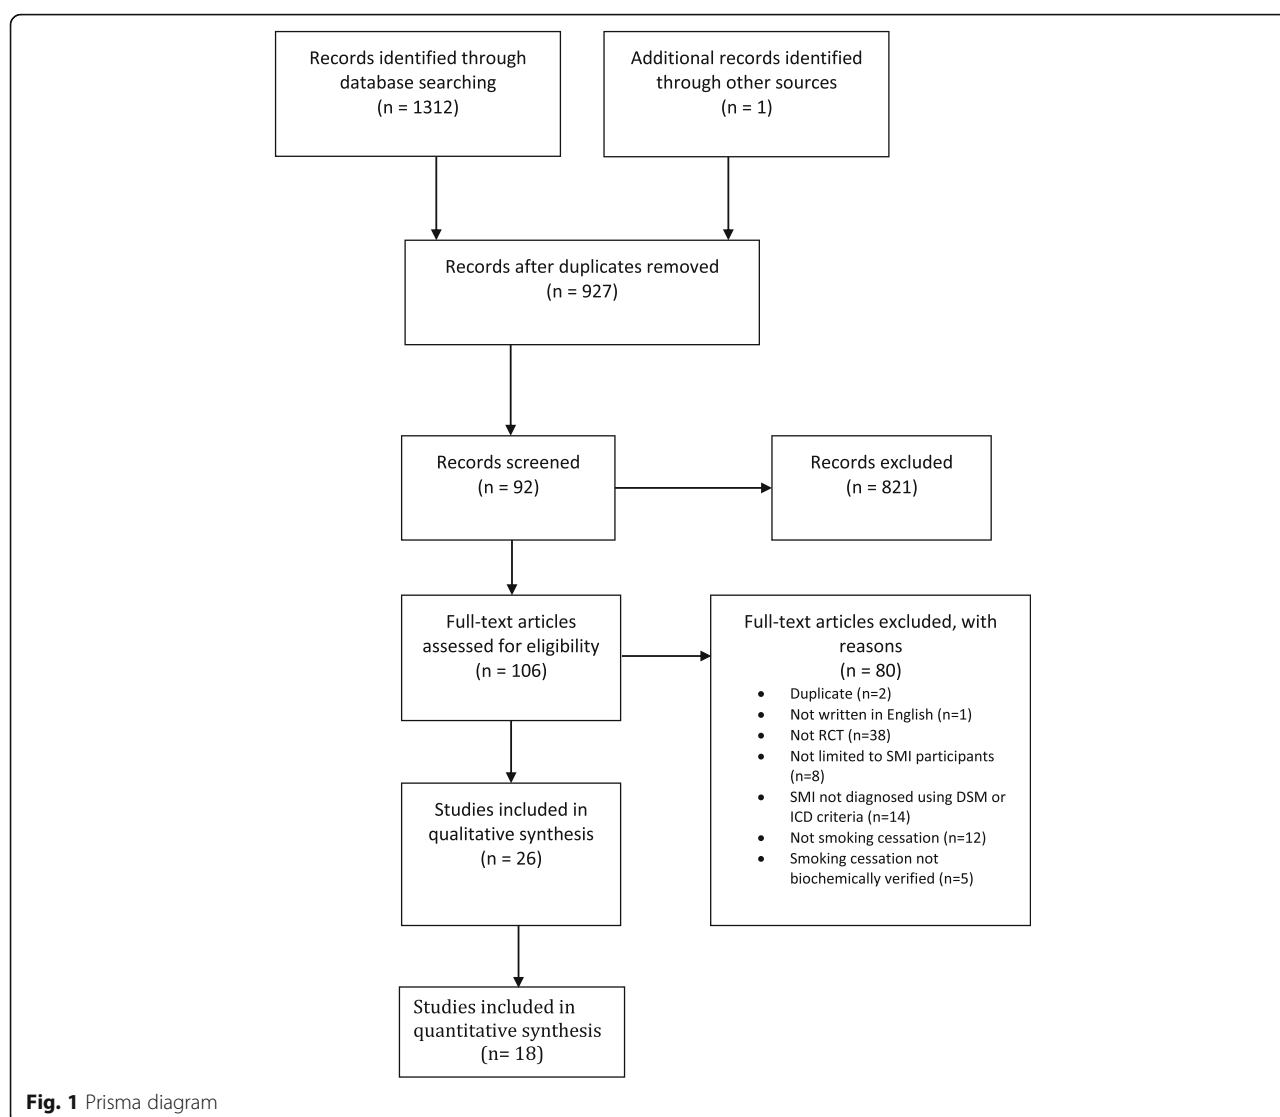 Records identified through
database searching
(n = 1312)
Additional records identified
through other sources
(n = 1)
Records after duplicates removed
(n = 927)
Records screened
(n = 92)
Records excluded
(n = 821)
Full-text articles
assessed for eligibility
(n = 106)
Full-text articles excluded, with
reasons
(n = 80)
• Duplicate (n=2)
• Not written in English (n=1)
• Not RCT (n=38)
• Not limited to SMI participants
(n=8)
• SMI not diagnosed using DSM or
ICD criteria (n=14)
• Not smoking cessation (n=12)
• Smoking cessation not
biochemically verified (n=5)
Studies included in
qualitative synthesis
(n = 26)
Studies included in
quantitative synthesis
(n= 18)
Fig. 1 Prisma diagram